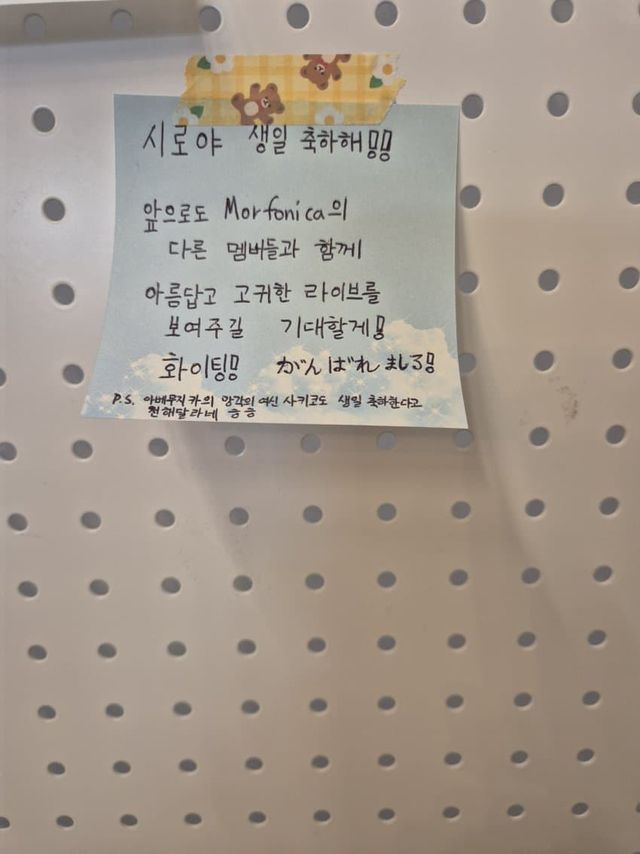 시로야 생일 축하해!!
앞으로도 Morfonica의
다른 멤버들과 함께
아름답고 고귀한 라이브를
보여주길 기대할게!
화이팅!! がんばれ ましろ!!
P.S. 아베무지카의 망각의 여신 사키코도 생일 축하한다고
전해달라네 ㅎㅎ